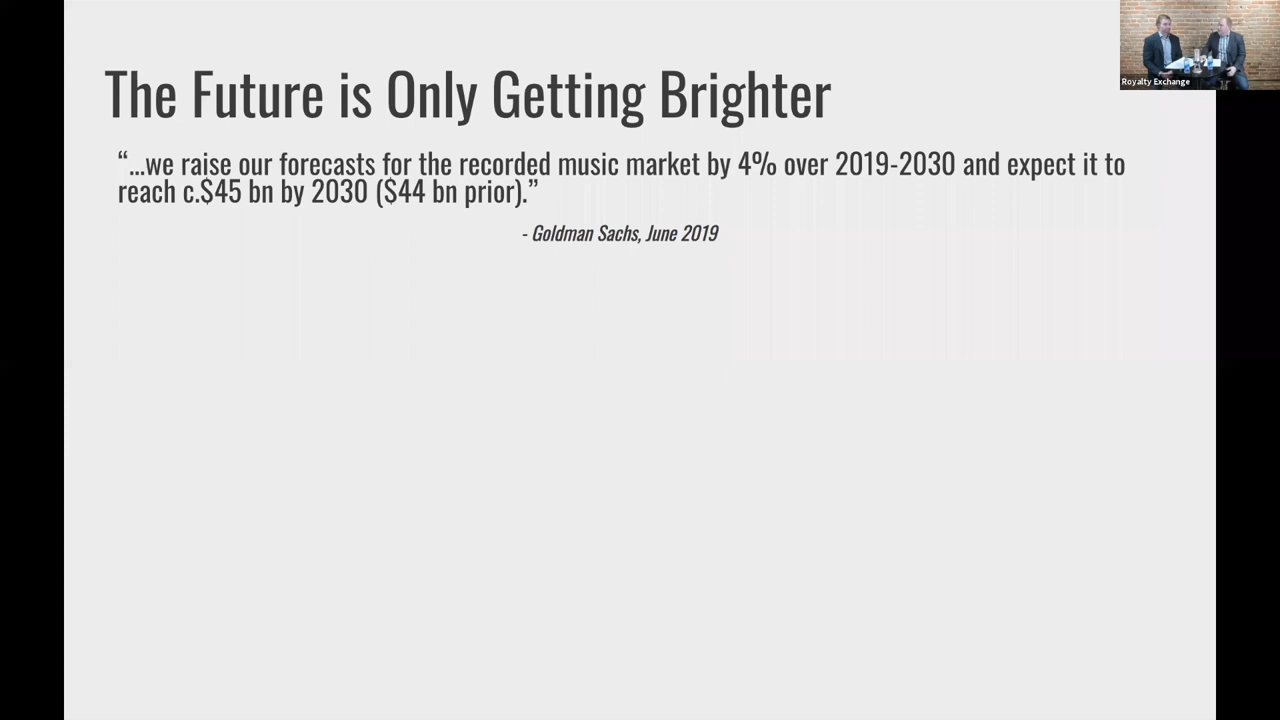 The Future is Only Getting Brighter
“...we raise our forecasts for the recorded music market by 4% over 2019-2030 and expect it to
reach c.$45 bn by 2030 ($44 bn prior).”
- Goldman Sachs, June 2019
Royalty Exchange